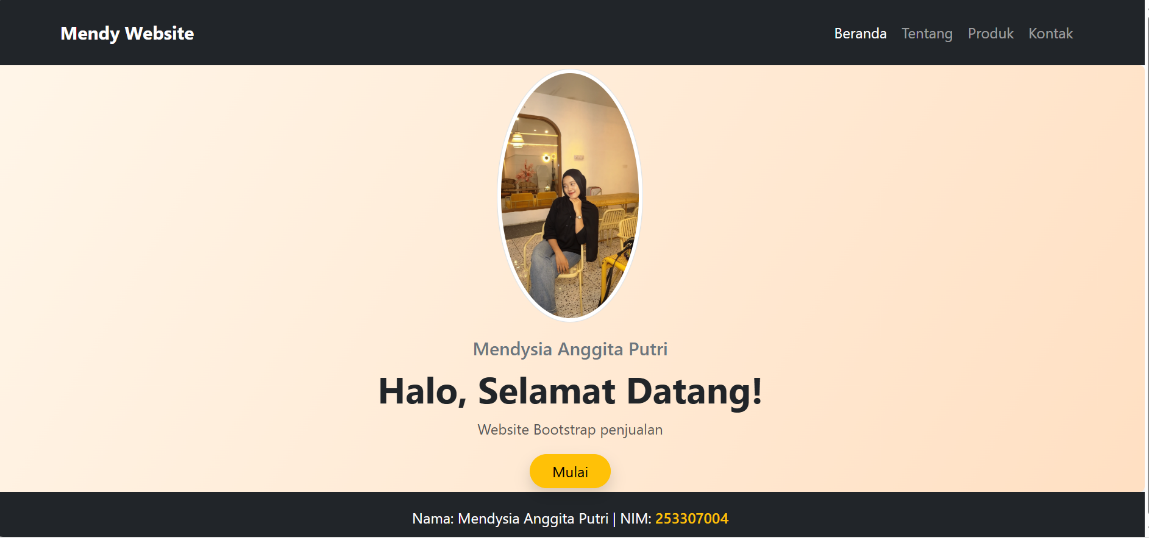 Mendy Website
Beranda Tentang Produk Kontak
Mendysia Anggita Putri
Halo, Selamat Datang!
Website Bootstrap penjualan
Mulai
Nama: Mendysia Anggita Putri | NIM: 253307004